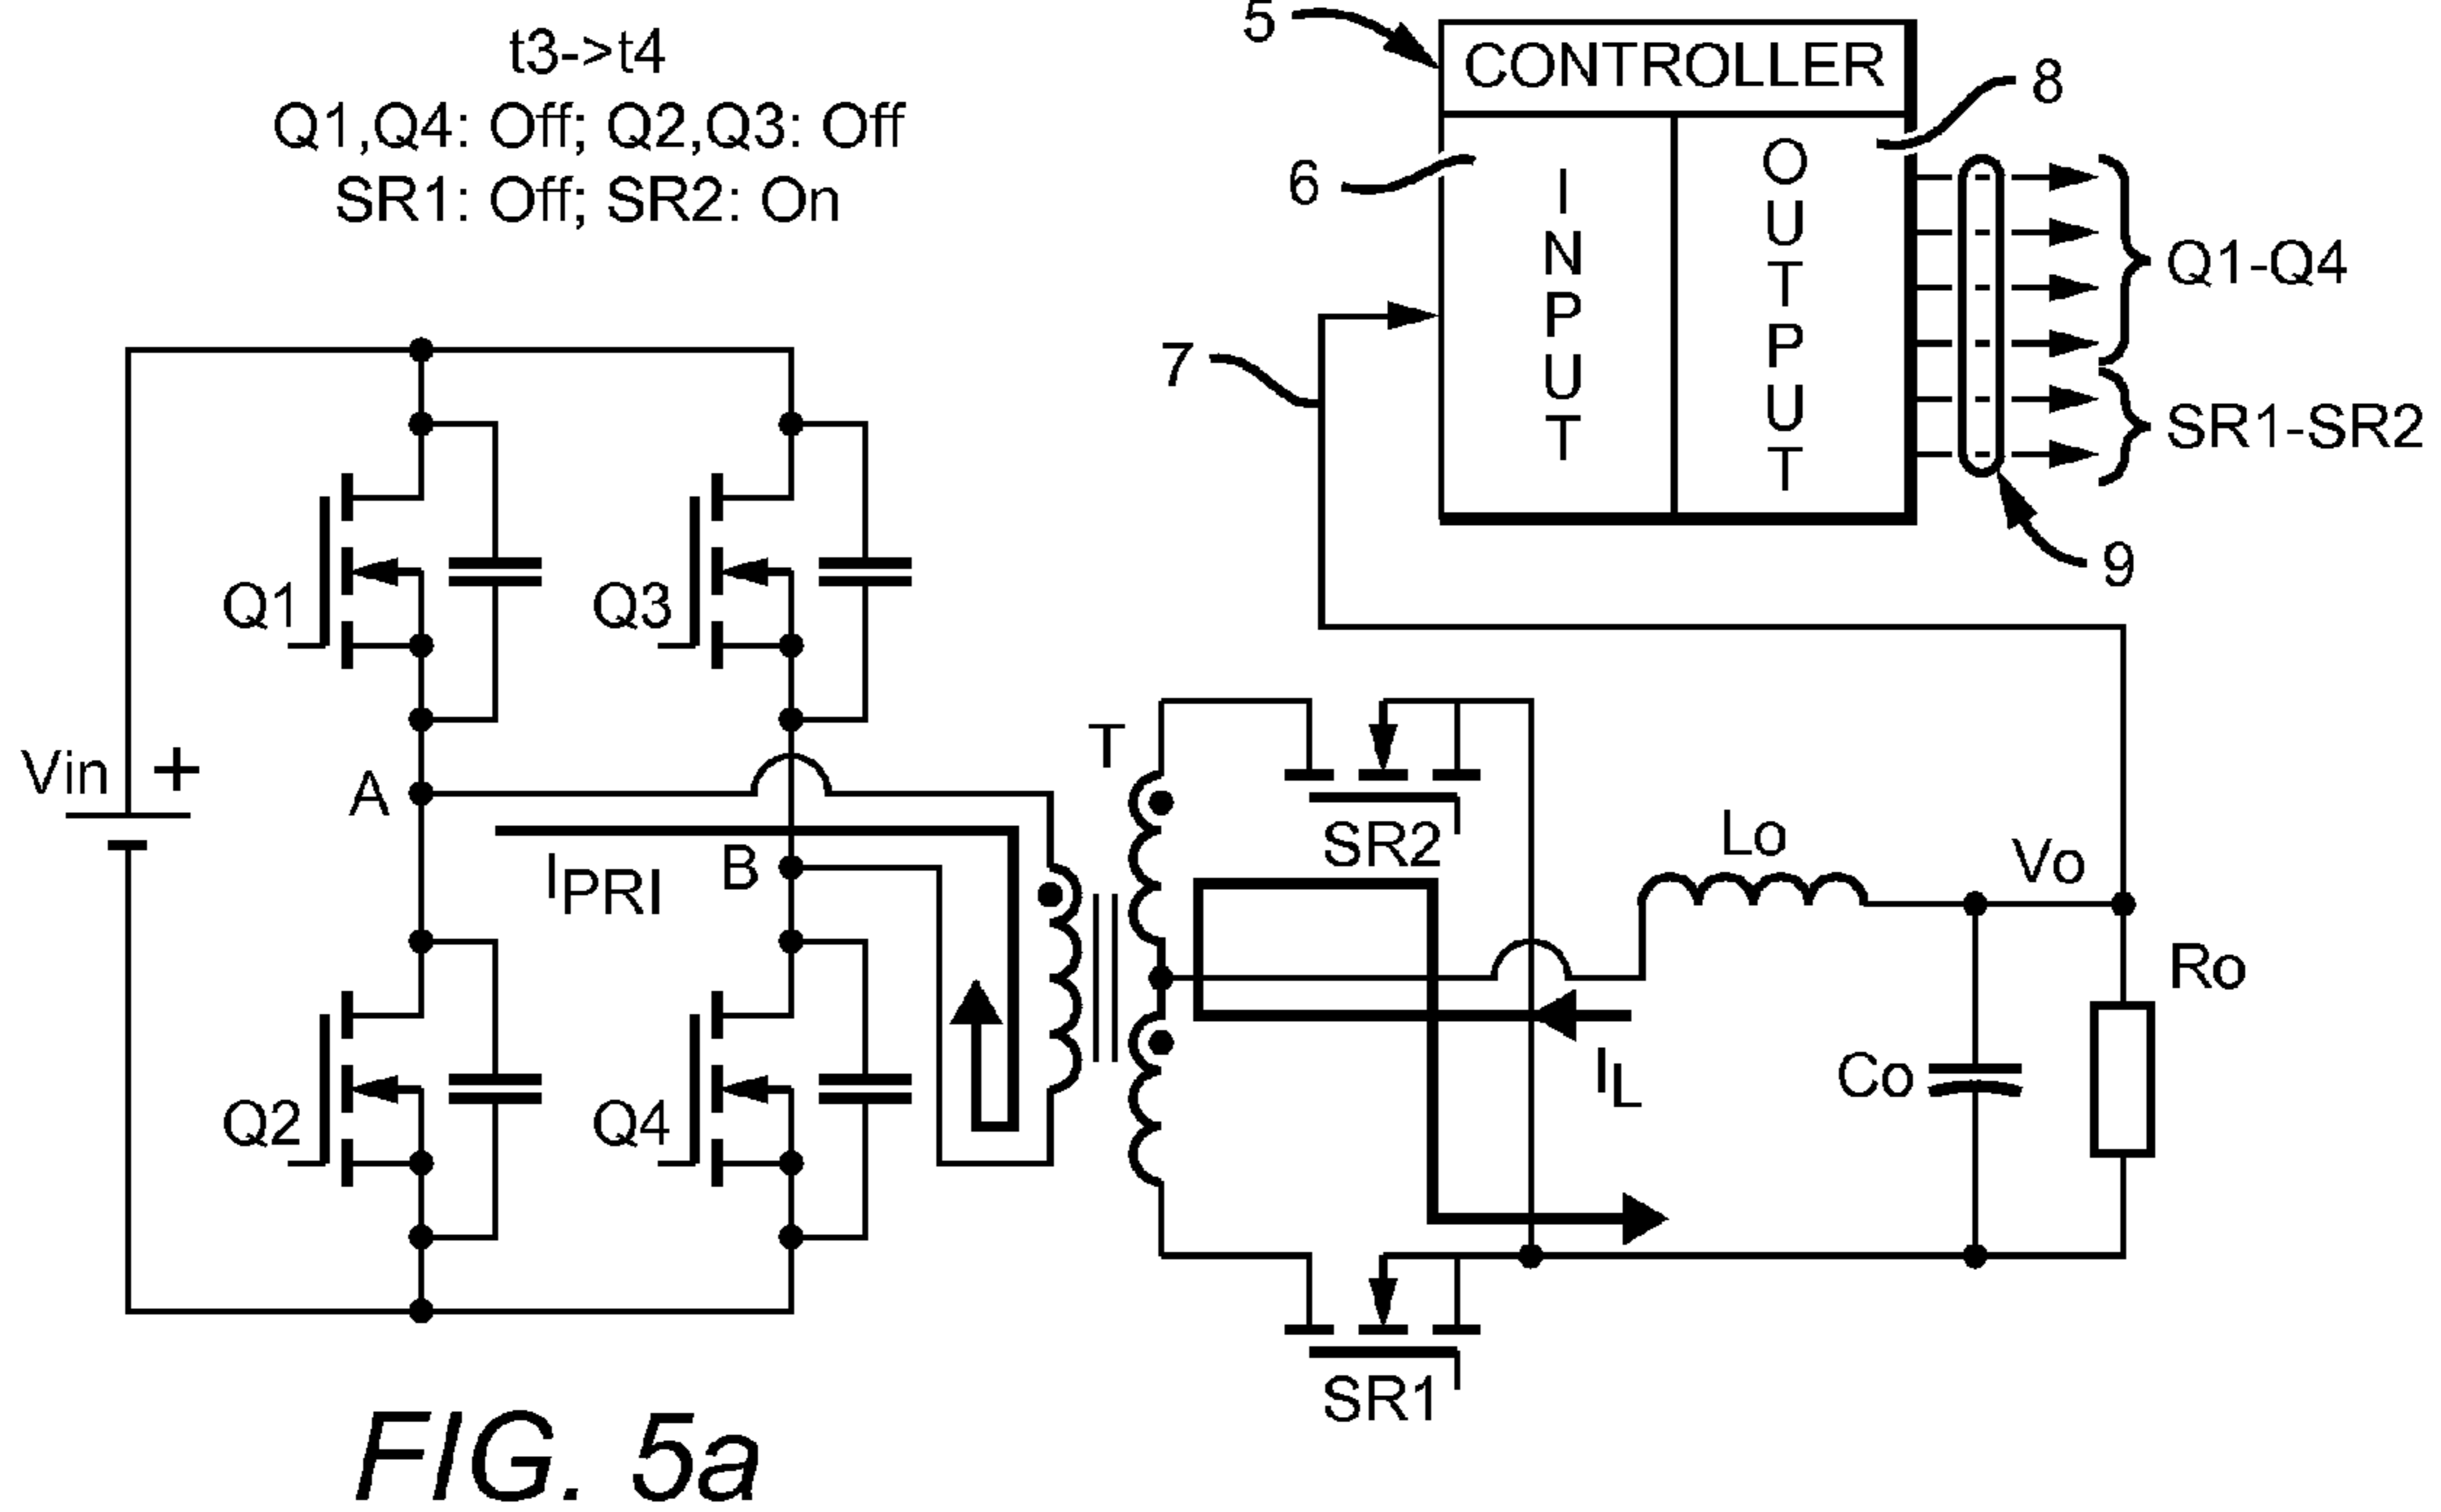 t3->t4
Q1,Q4: Off; Q2,Q3: Off
SR1: Off; SR2: On
5
CONTROLLER
8
6
INPUT
OUTPUT
Q1-Q4
SR1-SR2
7
9
Q1
Q3
Vin +
A
T
IPRI
B
SR2
Lo
Vo
Ro
Q2
Q4
IL
Co
SR1
FIG. 5a